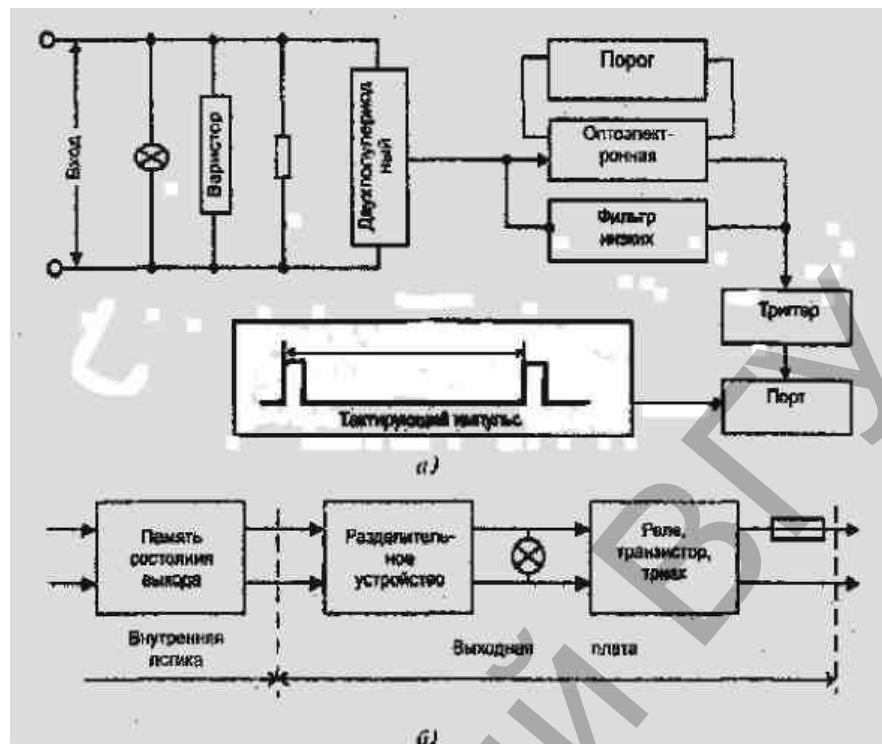 Вход
Варистор
Двухполупериод
ный
Порог
Оптоэлект-
ронная
Фильтр
низких
Триггер
Порт
Тактирующий импульс
а)
Память
состояния
выхода
Разделитель-
ное
устройство
Реле,
транзистор,
триак
Внутренняя
логика
Выходная плата
б)
Й ВГУ